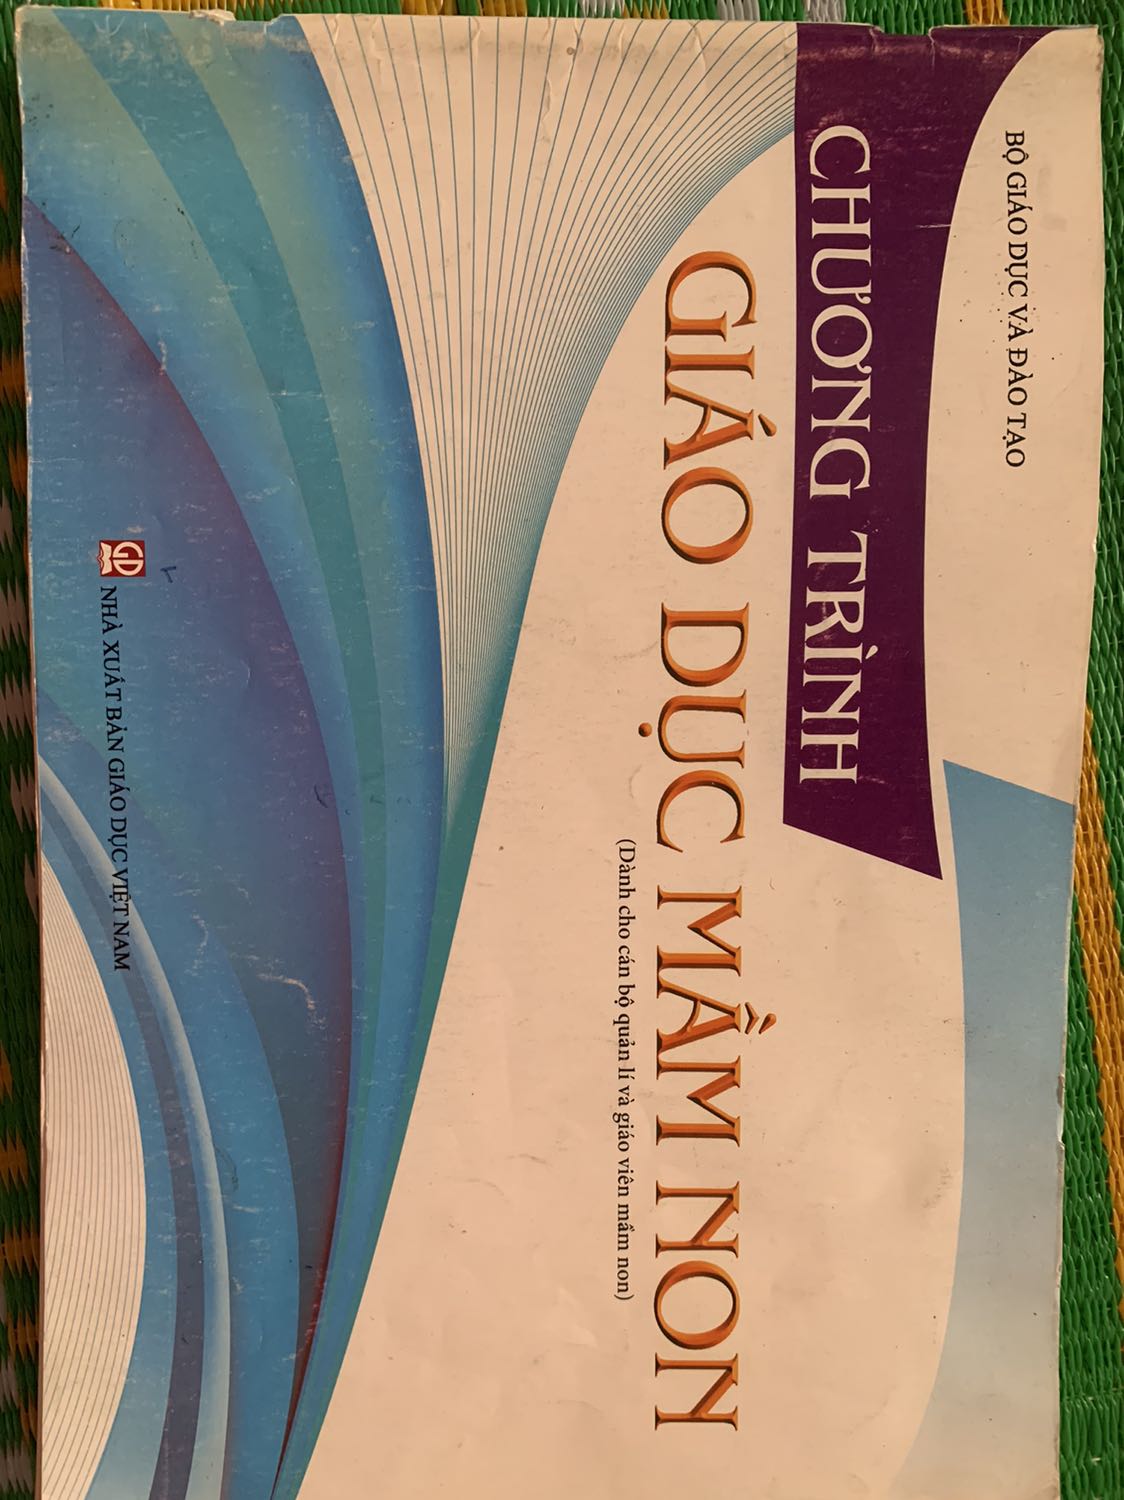 BỘ GIÁO DỤC VÀ ĐÀO TẠO
CHƯƠNG TRÌNH
GIÁO DỤC MẦM NON
(Dành cho cán bộ quản lí và giáo viên mầm non)
GD
NHÀ XUẤT BẢN GIÁO DỤC VIỆT NAM